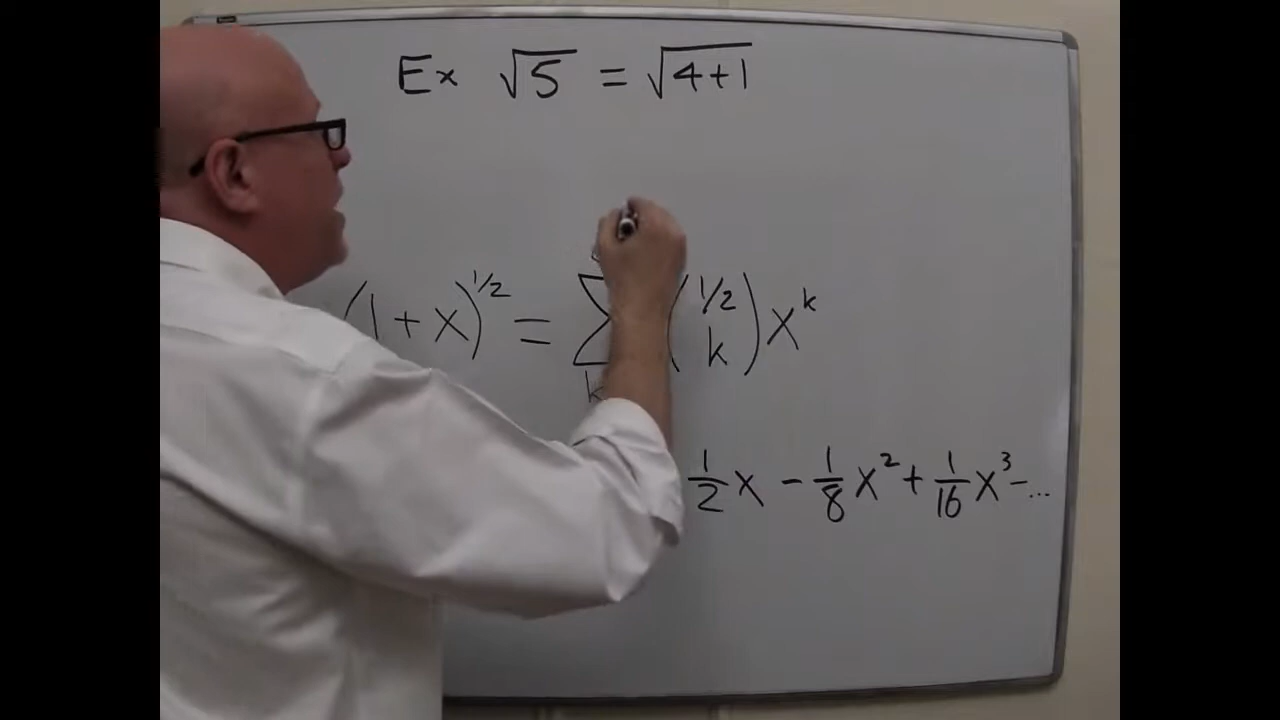 Ex √5 = √4+1
(1 + x)^1/2 = Σ k (1/2 k) x^k
1/2 x - 1/8 x^2 + 1/16 x^3 - ...